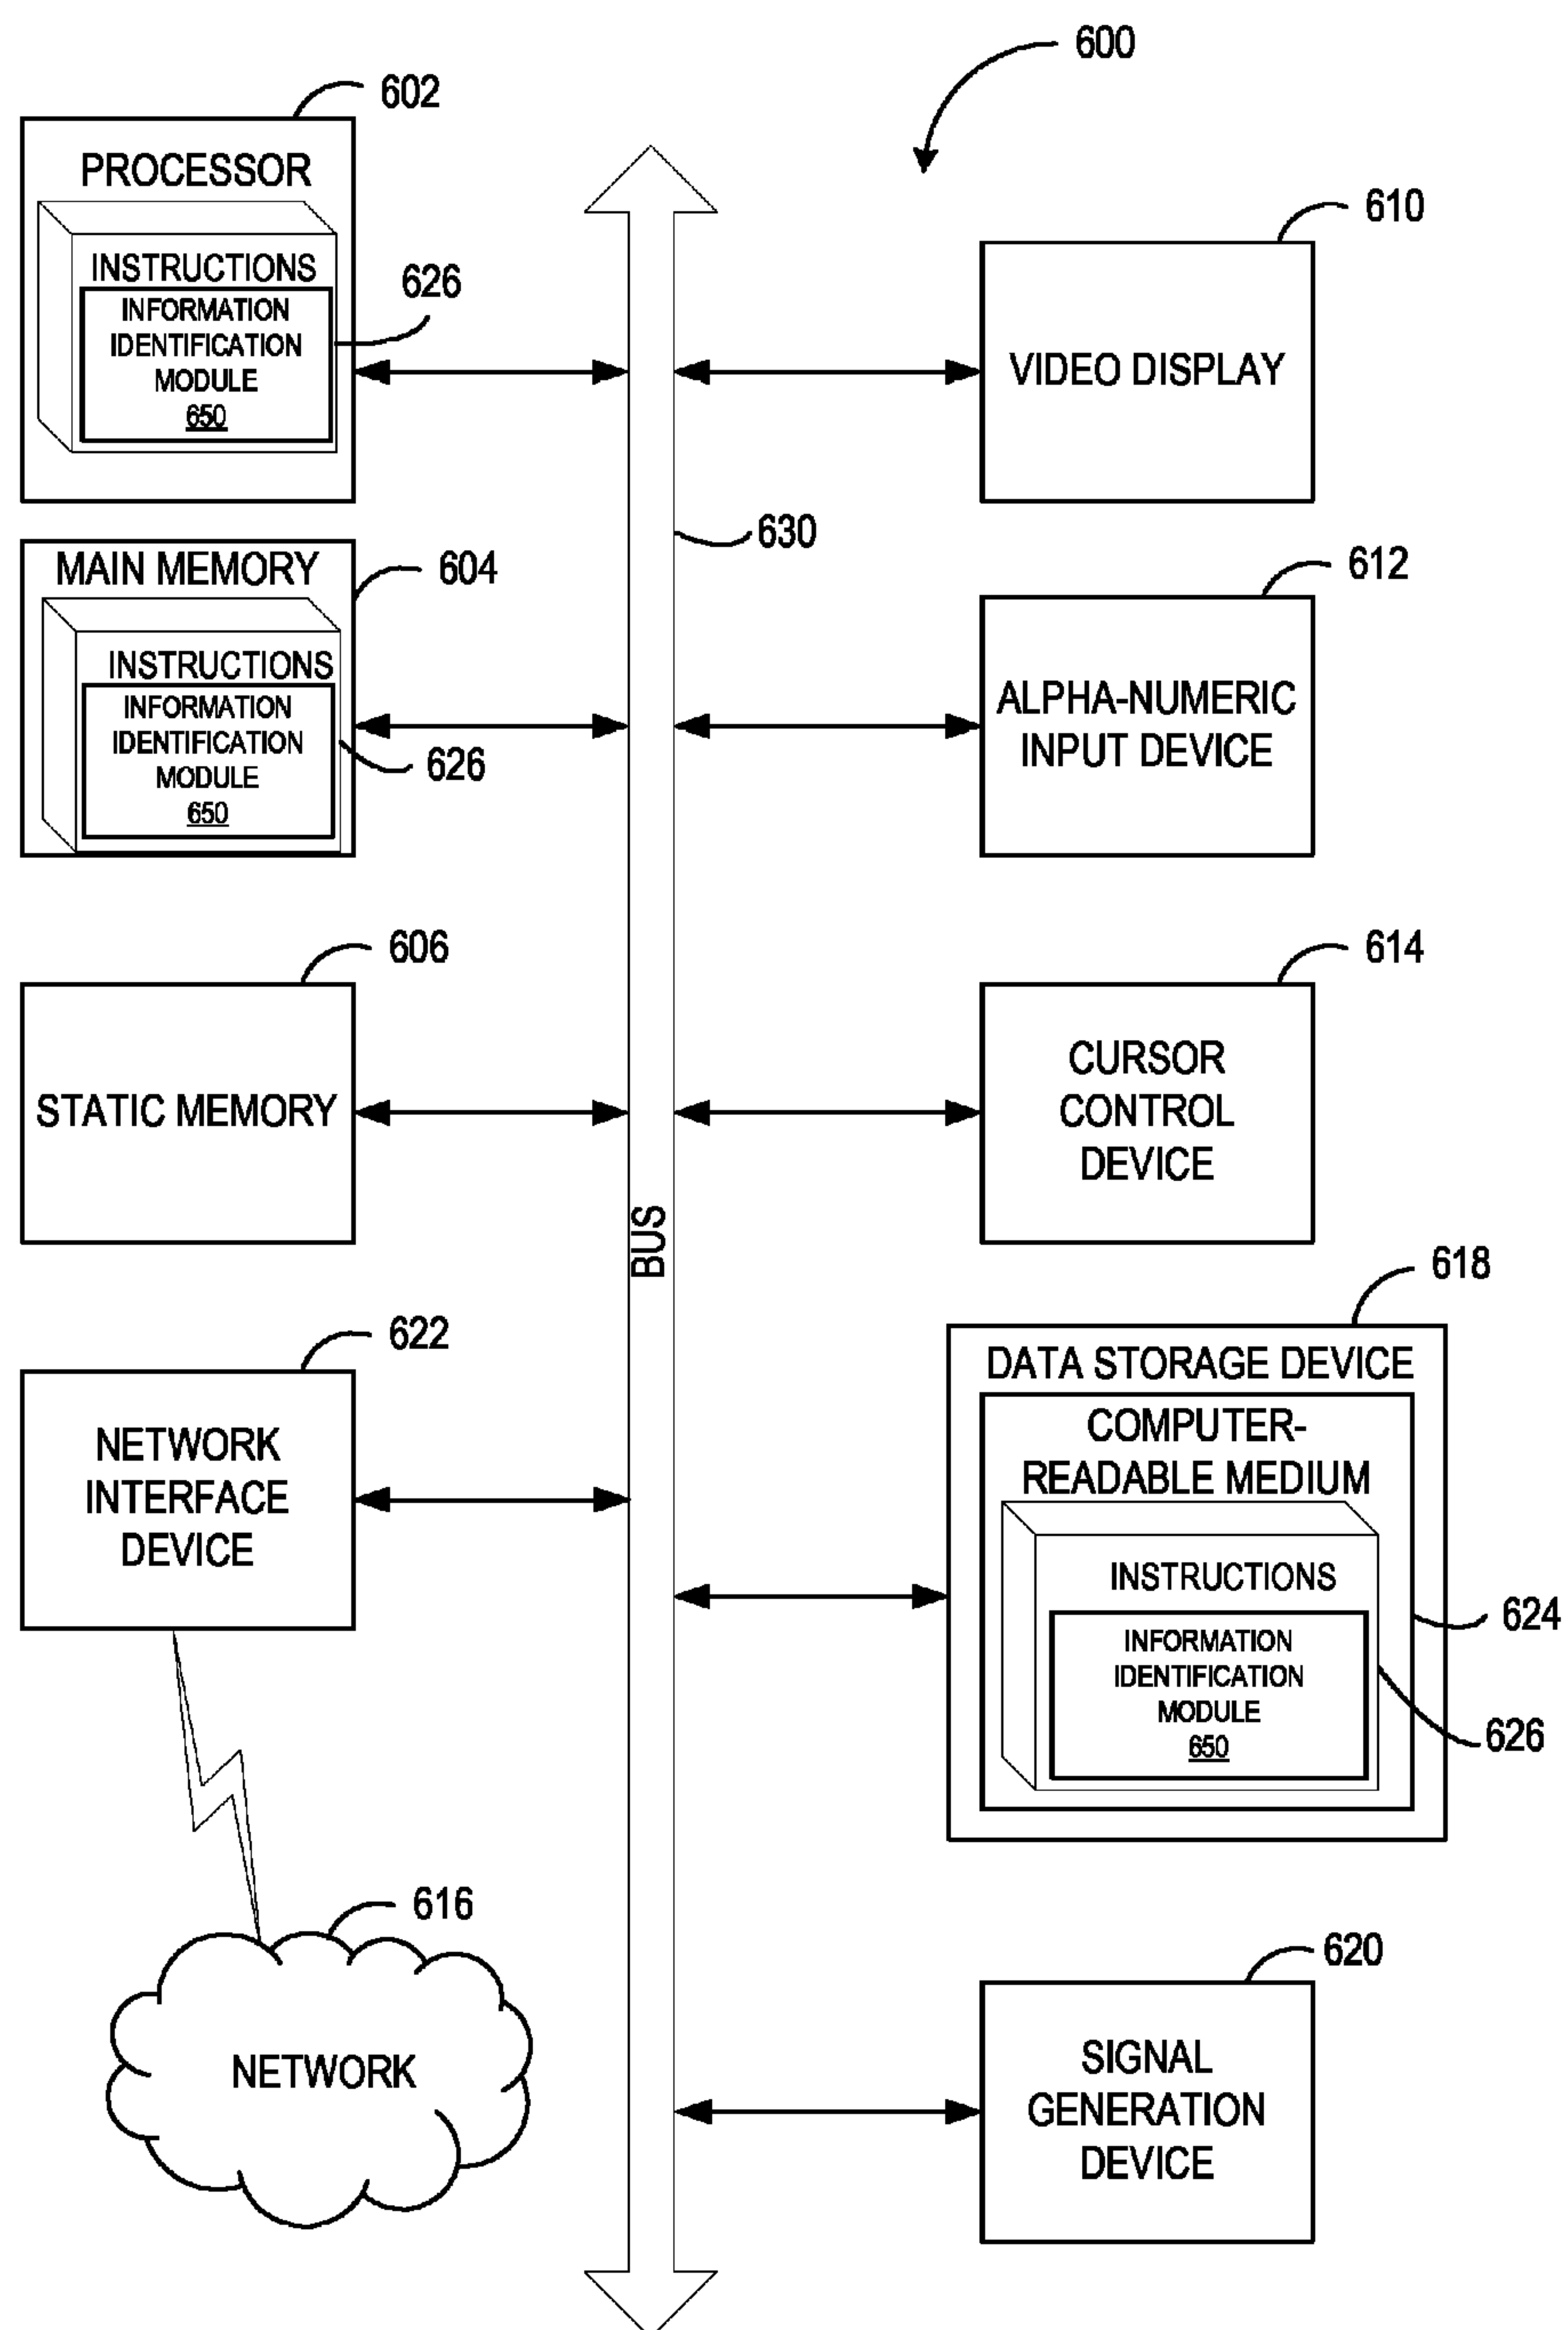 600
602
PROCESSOR
INSTRUCTIONS
INFORMATION
IDENTIFICATION
MODULE
650
626
610
VIDEO DISPLAY
630
MAIN MEMORY
604
INSTRUCTIONS
INFORMATION
IDENTIFICATION
MODULE
650
626
612
ALPHA-NUMERIC
INPUT DEVICE
606
STATIC MEMORY
614
CURSOR
CONTROL
DEVICE
BUS
622
NETWORK
INTERFACE
DEVICE
618
DATA STORAGE DEVICE
COMPUTER-
READABLE MEDIUM
INSTRUCTIONS
INFORMATION
IDENTIFICATION
MODULE
650
624
626
616
NETWORK
620
SIGNAL
GENERATION
DEVICE